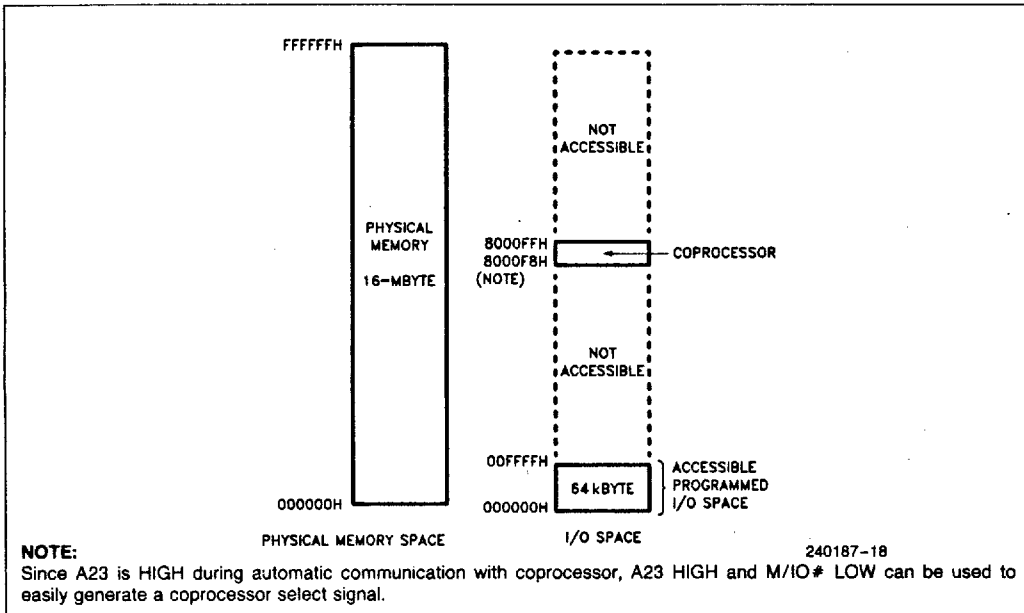 FFFFFFH
PHYSICAL
MEMORY
16-MBYTE
000000H
PHYSICAL MEMORY SPACE
NOT
ACCESSIBLE
8000FFH
8000F8H
(NOTE)
COPROCESSOR
NOT
ACCESSIBLE
00FFFFH
64 kBYTE
000000H
ACCESSIBLE
PROGRAMMED
I/O SPACE
I/O SPACE
240187-18
NOTE:
Since A23 is HIGH during automatic communication with coprocessor, A23 HIGH and M/IO# LOW can be used to
easily generate a coprocessor select signal.